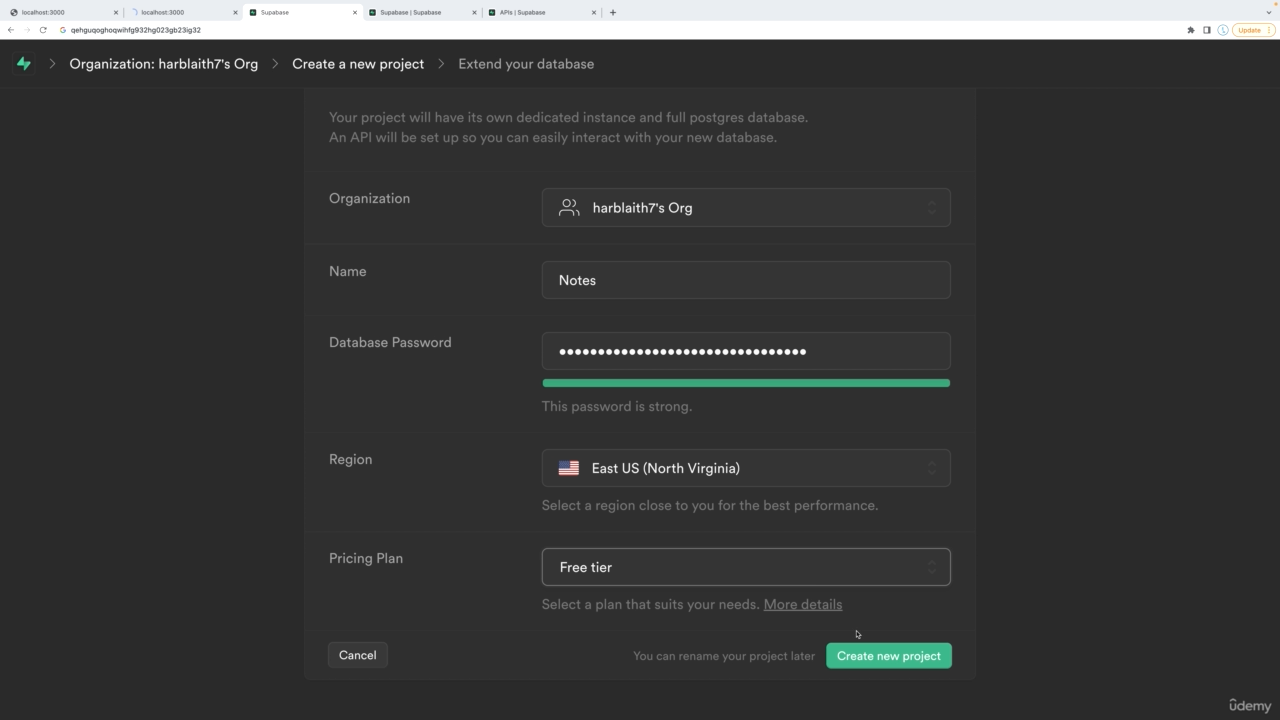 localhost:3000
localhost:3000
Supabase
Supabase | Supabase
APIs | Supabase
qehguqoghoqwihfg932hg023gb23ig32
Update
Organization: harblaith7's Org
Create a new project
Extend your database
Your project will have its own dedicated instance and full postgres database.
An API will be set up so you can easily interact with your new database.
Organization
harblaith7's Org
Name
Notes
Database Password
This password is strong.
Region
East US (North Virginia)
Select a region close to you for the best performance.
Pricing Plan
Free tier
Select a plan that suits your needs. More details
Cancel
You can rename your project later
Create new project
ûdemy